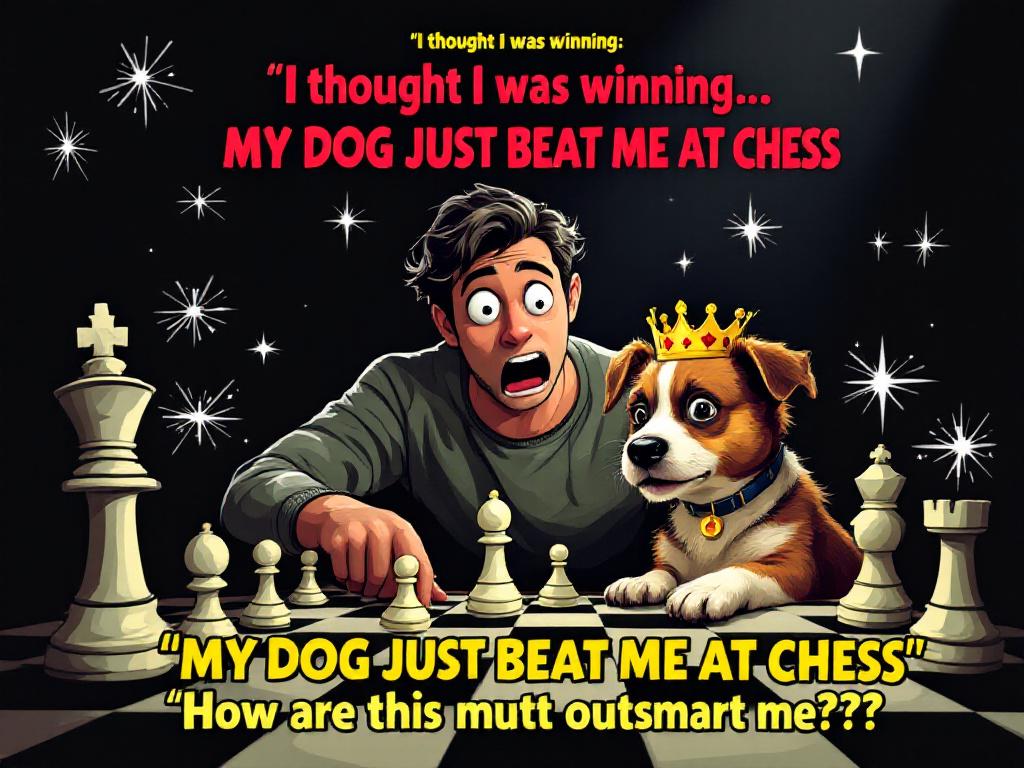 "I thought I was winning:
"I thought I was winning...
MY DOG JUST BEAT ME AT CHESS
"MY DOG JUST BEAT ME AT CHESS"
"How are this mutt outsmart me???